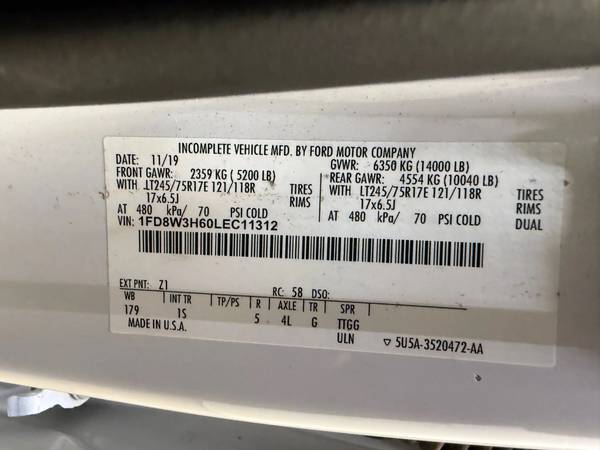 INCOMPLETE VEHICLE MFD. BY FORD MOTOR COMPANY
DATE: 11/19 GVWR: 6350 KG (14000 LB)
FRONT GAWR: 2359 KG ( 5200 LB) REAR GAWR: 4554 KG (10040 LB)
WITH LT245/75R17E 121/118R TIRES WITH LT245/75R17E 121/118R TIRES
17x6.5J RIMS 17x6.5J RIMS
AT 480 kPa/ 70 PSI COLD AT 480 kPa/ 70 PSI COLD DUAL
VIN: 1FD8W3H60LEC11312
EXT PNT: Z1 RC: 58 DSO:
WB INT TR TP/PS R AXLE TR SPR
179 1S 5 4L G TTGG
MADE IN U.S.A. ULN ▽ 5U5A-3520472-AA